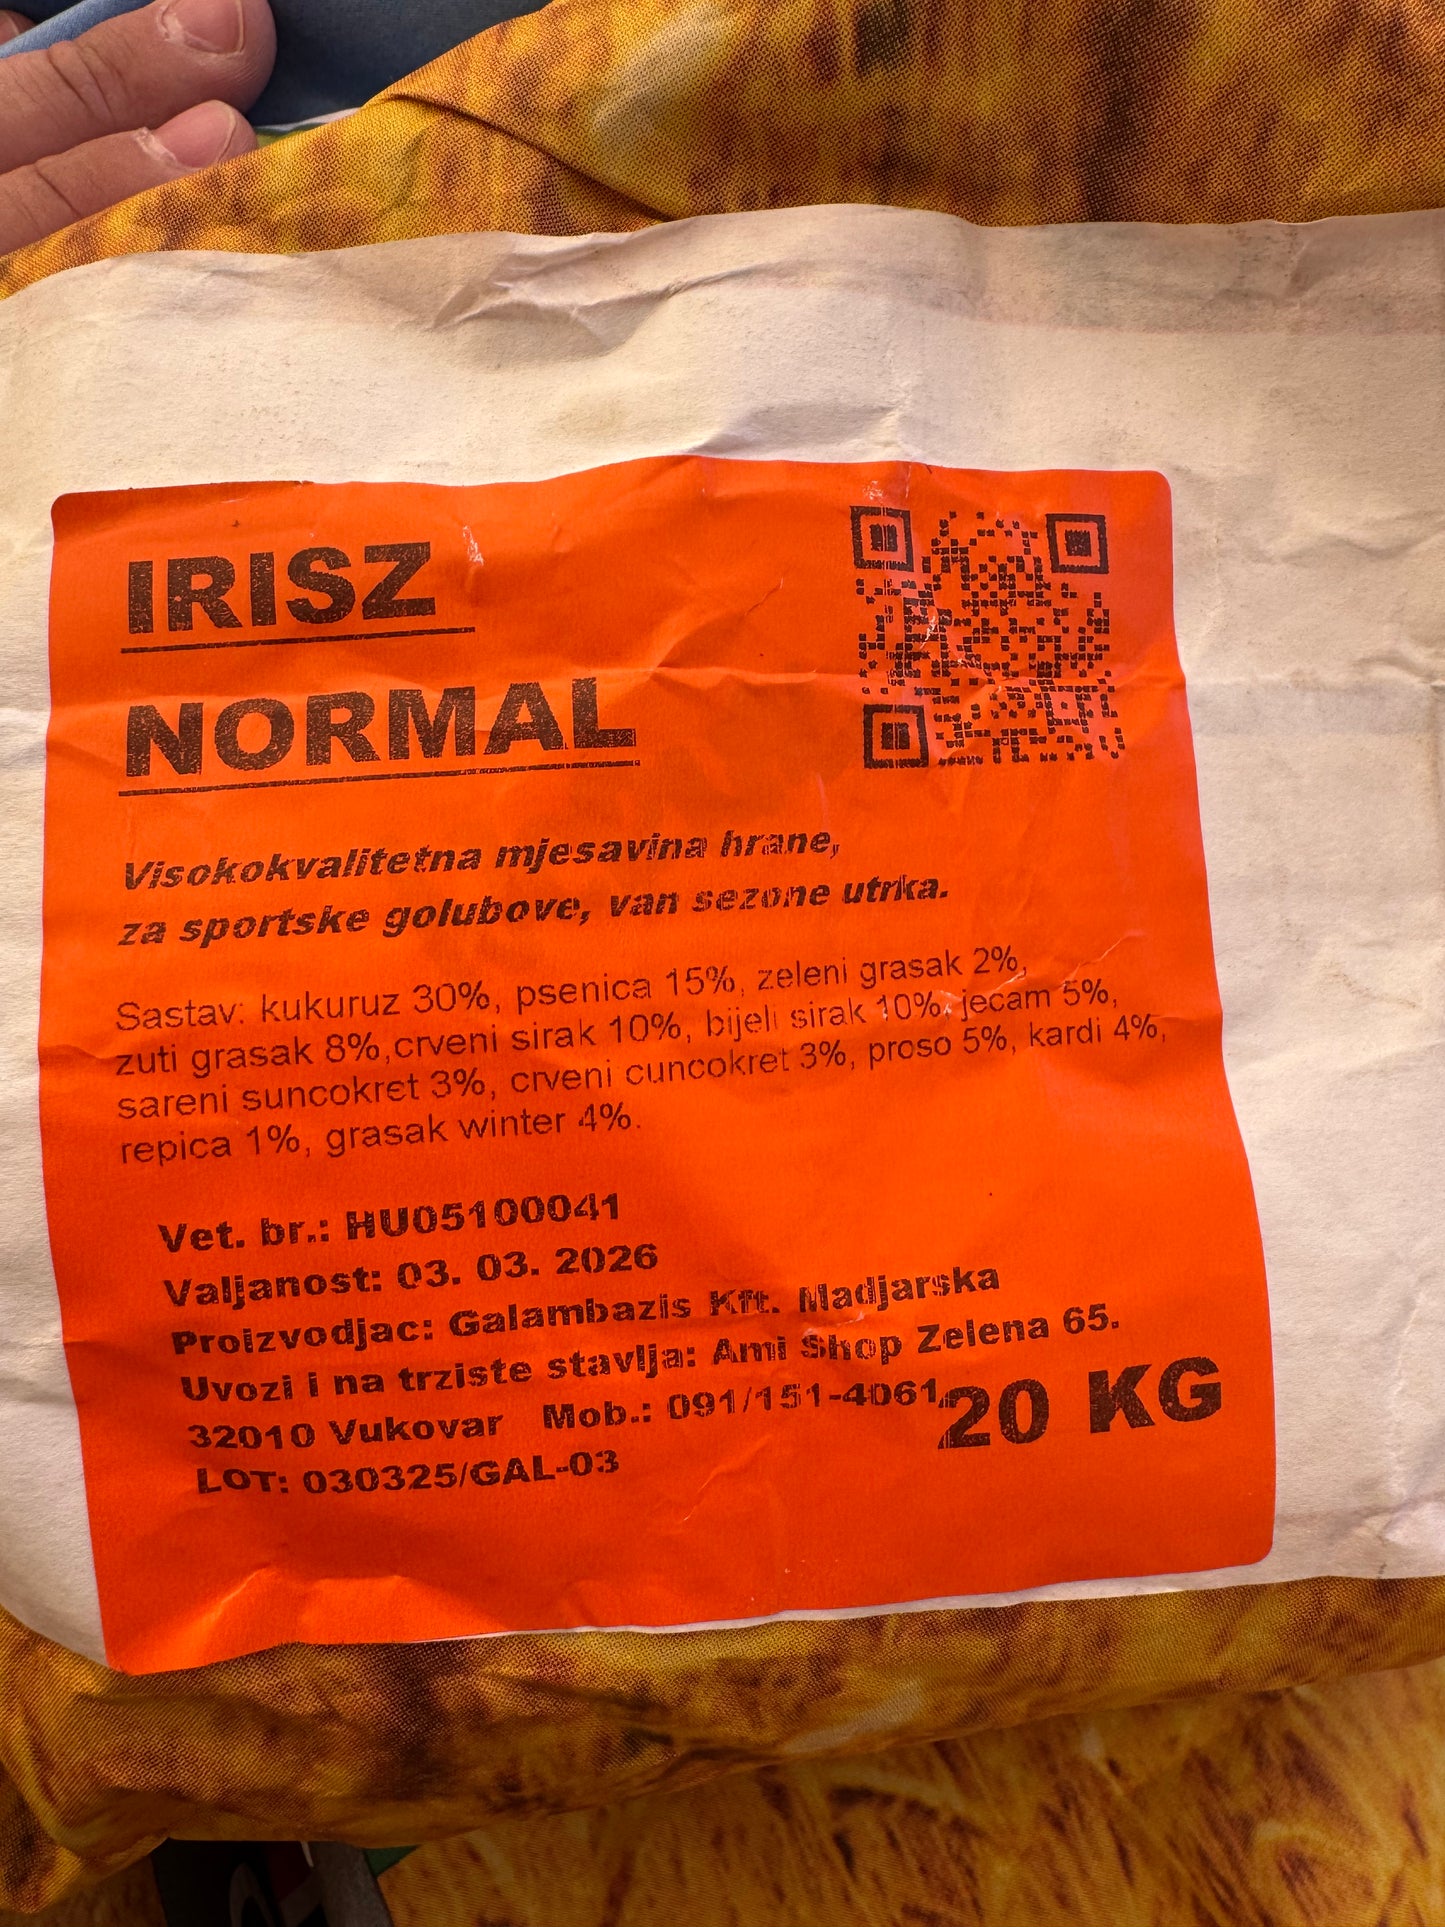 IRISZ
NORMAL
Visokokvalitetna mjesavina hrane,
za sportske golubove, van sezone utrka.
Sastav: kukuruz 30%, psenica 15%, zeleni grasak 2%,
zuti grasak 8%,crveni sirak 10%, bijeli sirak 10%, jecam 5%,
sareni suncokret 3%, crveni cuncokret 3%, proso 5%, kardi 4%,
repica 1%, grasak winter 4%.
Vet. br.: HU05100041
Valjanost: 03. 03. 2026
Proizvodjac: Galambazis Kft. Madjarska
Uvozi i na trziste stavlja: Ami Shop Zelena 65.
32010 Vukovar Mob.: 091/151-4061
20 KG
LOT: 030325/GAL-03